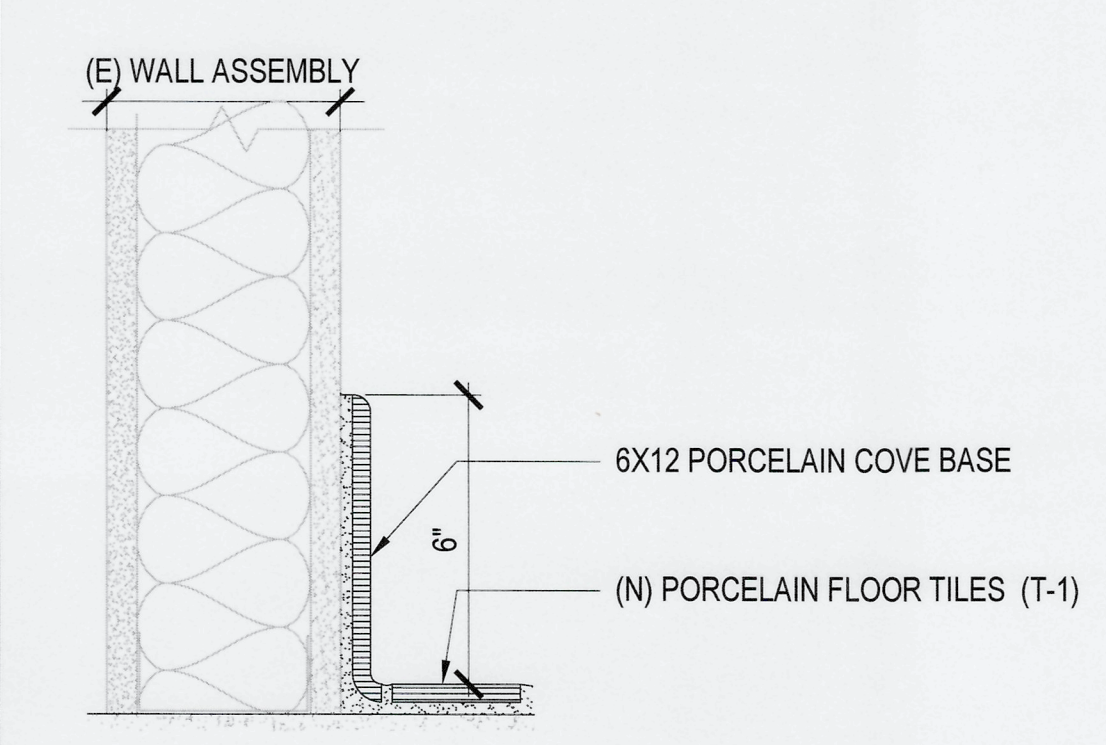 (E) WALL ASSEMBLY
6X12 PORCELAIN COVE BASE
6"
(N) PORCELAIN FLOOR TILES (T-1)